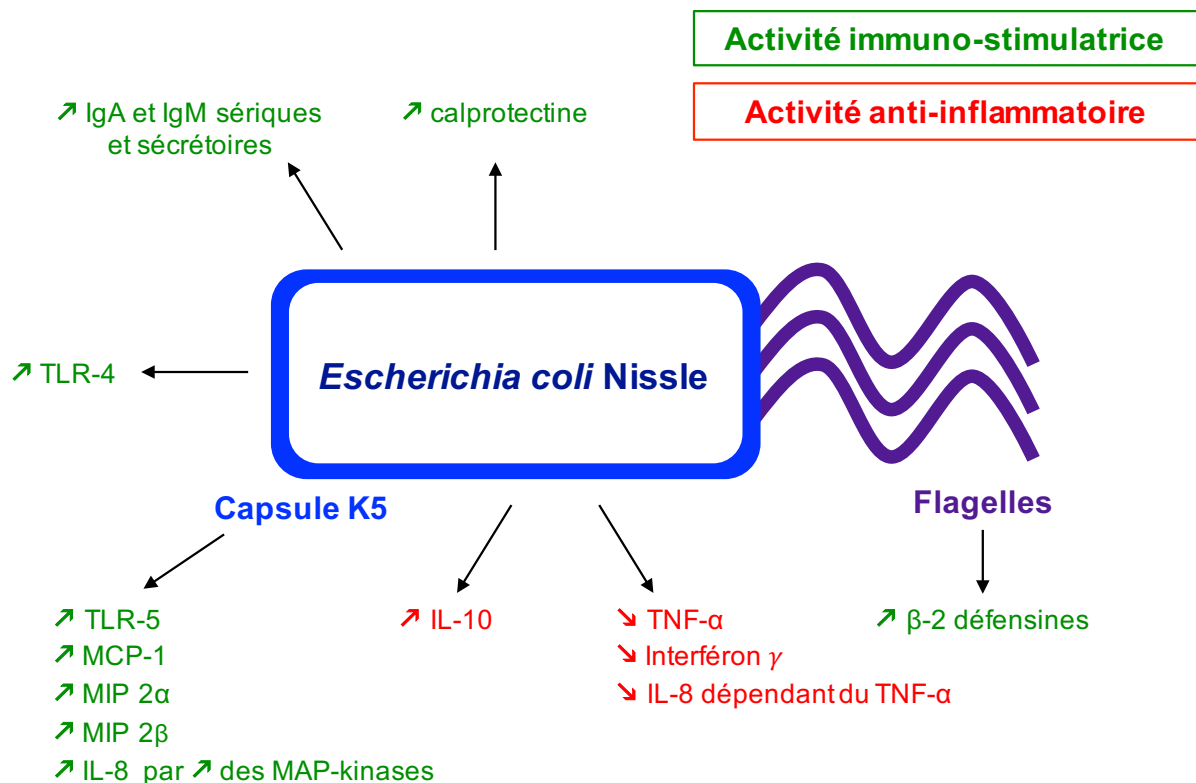 Activité immuno-stimulatrice
Activité anti-inflammatoire
↗ IgA et IgM sériques
et sécrétoires
↗ calprotectine
↗ TLR-4
Escherichia coli Nissle
Capsule K5
Flagelles
↗ TLR-5
↗ MCP-1
↗ MIP 2α
↗ MIP 2β
↗ IL-8 par ↗ des MAP-kinases
↗ IL-10
↘ TNF-α
↘ Interféron γ
↘ IL-8 dépendant du TNF-α
↗ β-2 défensines